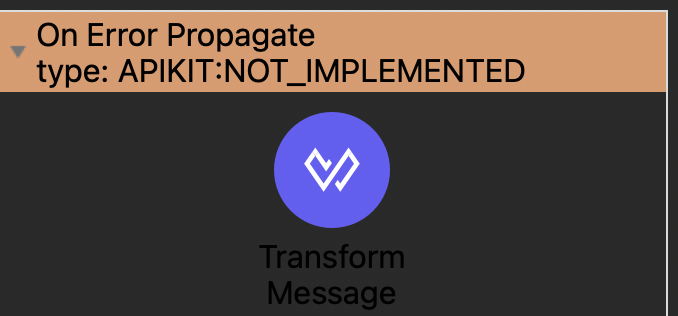 On Error Propagate
type: APIKIT:NOT_IMPLEMENTED
Transform
Message